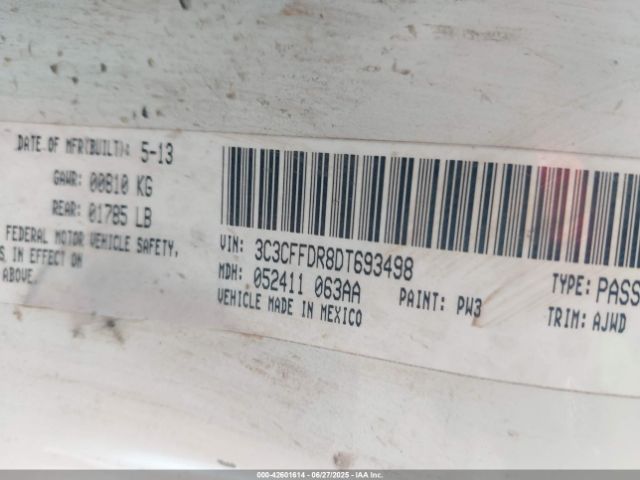 DATE OF MFR(BUILT): 5-13
GAWR: 00810 KG
REAR: 01785 LB
FEDERAL MOTOR VEHICLE SAFETY,
IN EFFECT ON
ABOVE.
VIN: 3C3CFFDR8DT693498
MDH: 052411 063AA
PAINT: PW3
VEHICLE MADE IN MEXICO
TYPE: PASS
TRIM: AJWD
000-42601614 - 06/27/2025 - © IAA Inc.